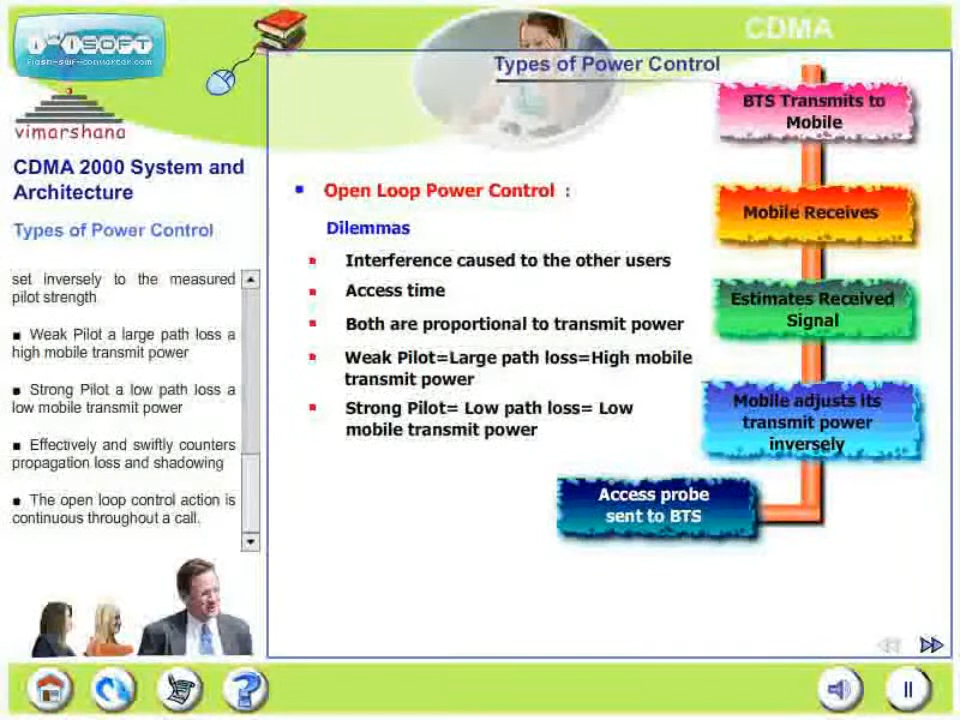 CDMA
iWiSOFT
flash-swf-converter.com
vimarshana
Types of Power Control
CDMA 2000 System and
Architecture
Types of Power Control
set inversely to the measured
pilot strength
■ Weak Pilot a large path loss a
high mobile transmit power
■ Strong Pilot a low path loss a
low mobile transmit power
■ Effectively and swiftly counters
propagation loss and shadowing
■ The open loop control action is
continuous throughout a call.
Open Loop Power Control :
Dilemmas
Interference caused to the other users
Access time
Both are proportional to transmit power
Weak Pilot=Large path loss=High mobile
transmit power
Strong Pilot= Low path loss= Low
mobile transmit power
BTS Transmits to
Mobile
Mobile Receives
Estimates Received
Signal
Mobile adjusts its
transmit power
inversely
Access probe
sent to BTS